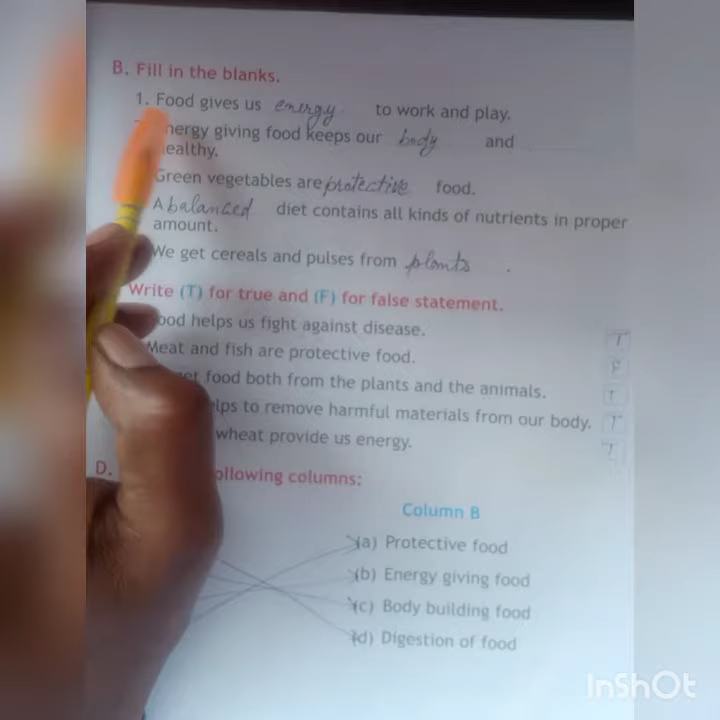 B. Fill in the blanks.
1. Food gives us energy to work and play.
nergy giving food keeps our body and
ealthy.
Green vegetables are protective food.
A balanced diet contains all kinds of nutrients in proper
amount.
We get cereals and pulses from plants .
Write (T) for true and (F) for false statement.
ood helps us fight against disease. T
Meat and fish are protective food. F
et food both from the plants and the animals. T
elps to remove harmful materials from our body. T
wheat provide us energy. T
D. ollowing columns:
Column B
(a) Protective food
(b) Energy giving food
(c) Body building food
(d) Digestion of food
InShOt